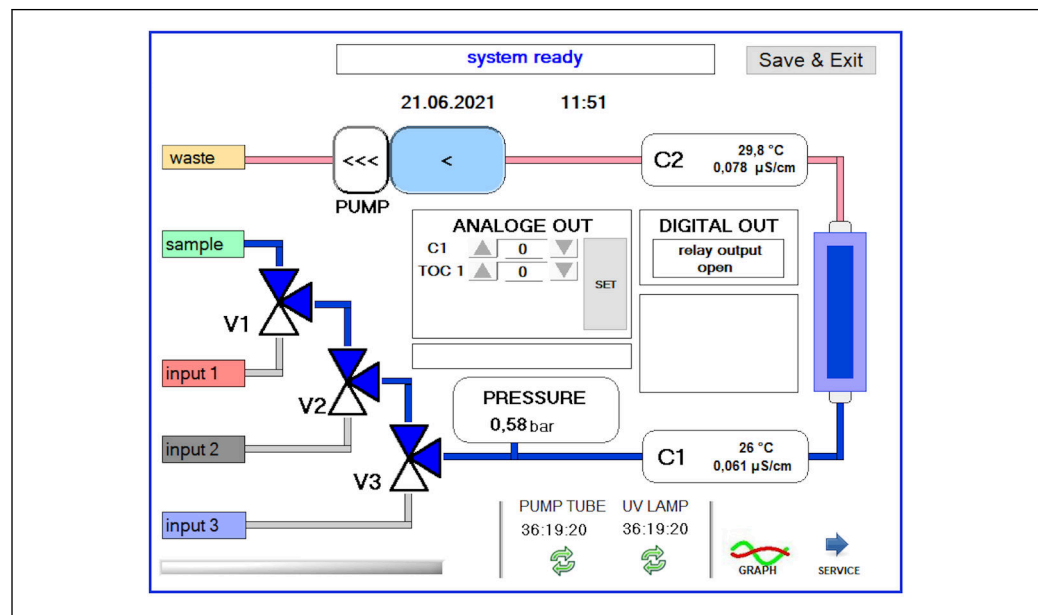 system ready
Save & Exit
21.06.2021 11:51
waste
<<<
<
C2
29,8 °C
0,078 µS/cm
PUMP
ANALOGE OUT
C1 0
TOC 1 0
SET
DIGITAL OUT
relay output
open
sample
V1
input 1
V2
input 2
V3
input 3
PRESSURE
0,58 bar
C1
26 °C
0,061 µS/cm
PUMP TUBE UV LAMP
36:19:20 36:19:20
GRAPH
SERVICE